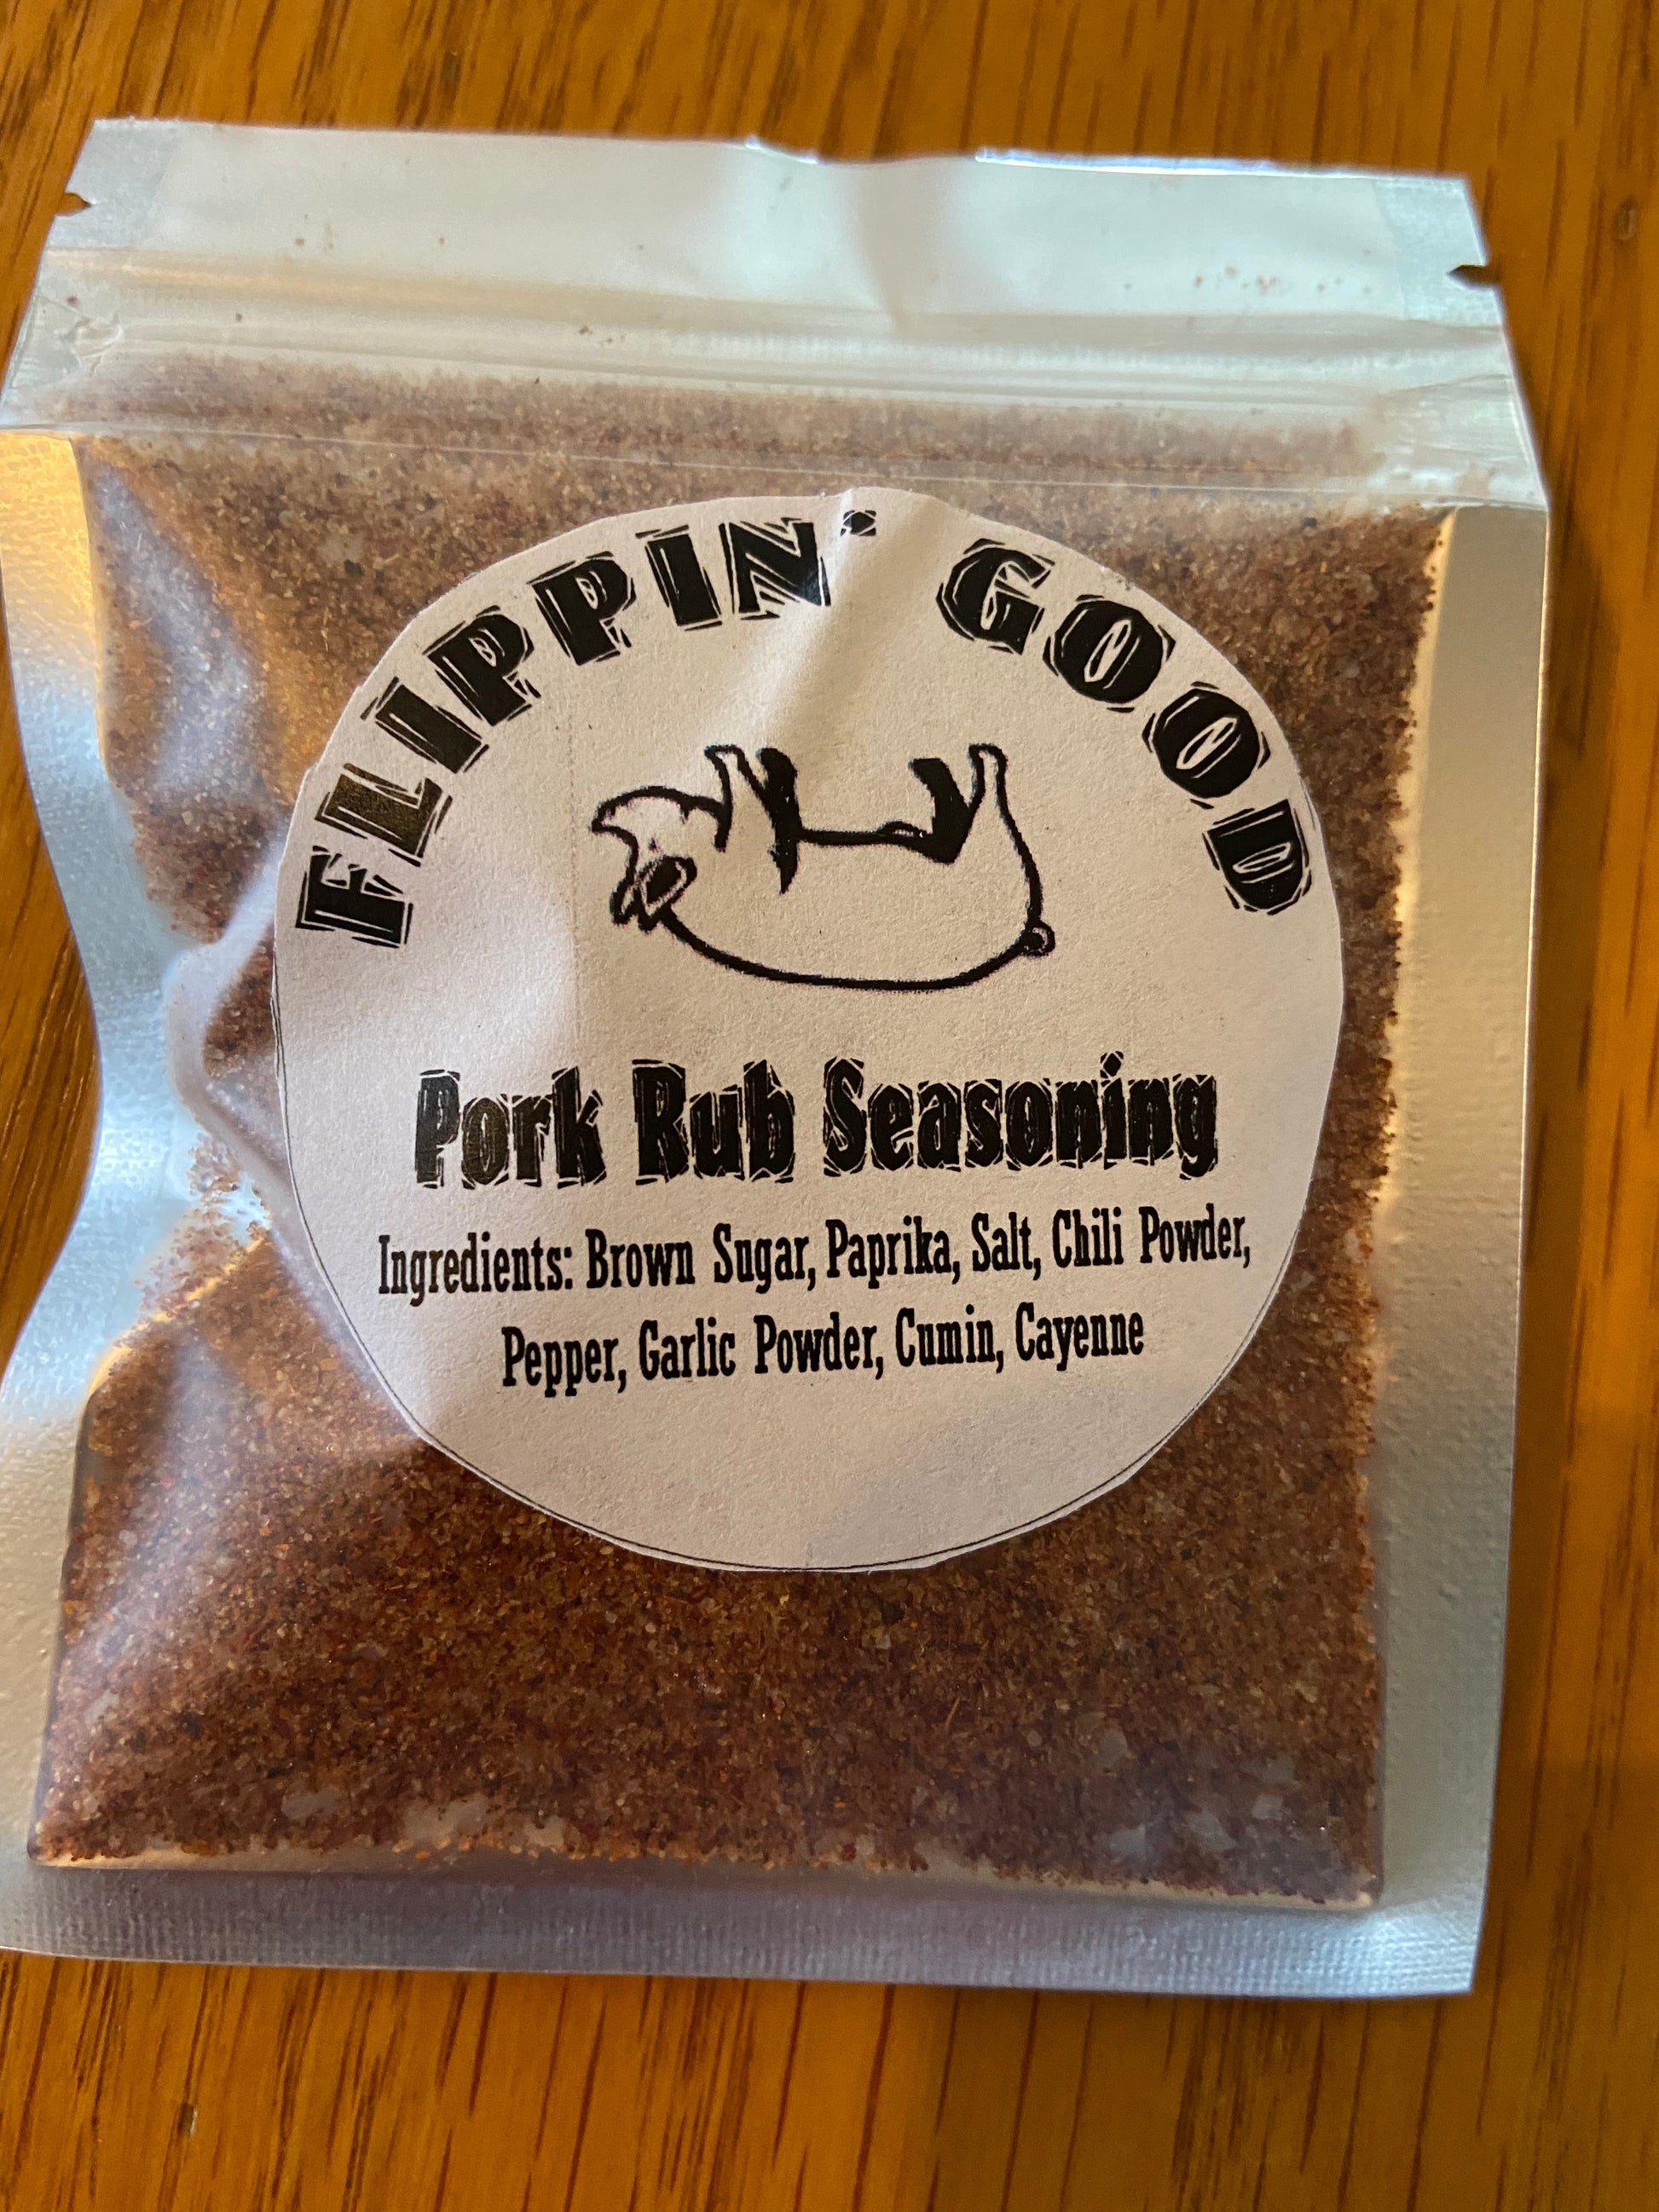 FLIPPIN' GOOD
Pork Rub Seasoning
Ingredients: Brown Sugar, Paprika, Salt, Chili Powder,
Pepper, Garlic Powder, Cumin, Cayenne